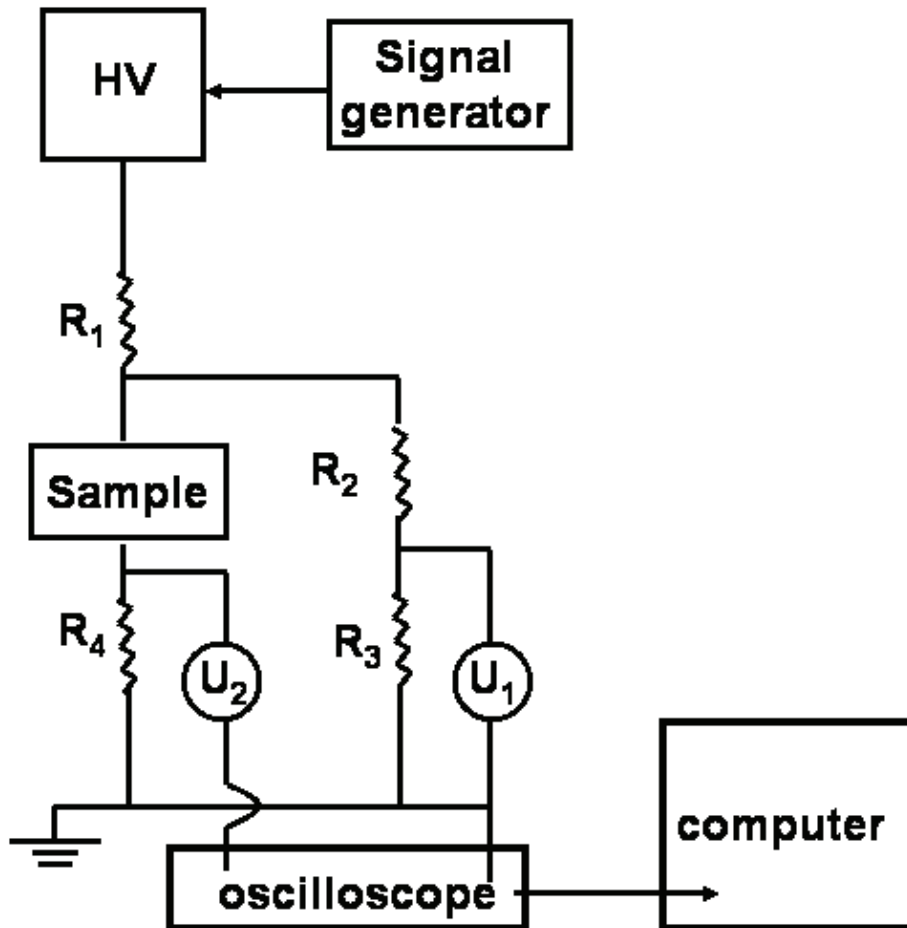 HV
Signal
generator
R1
Sample
R2
R4
U2
R3
U1
computer
oscilloscope